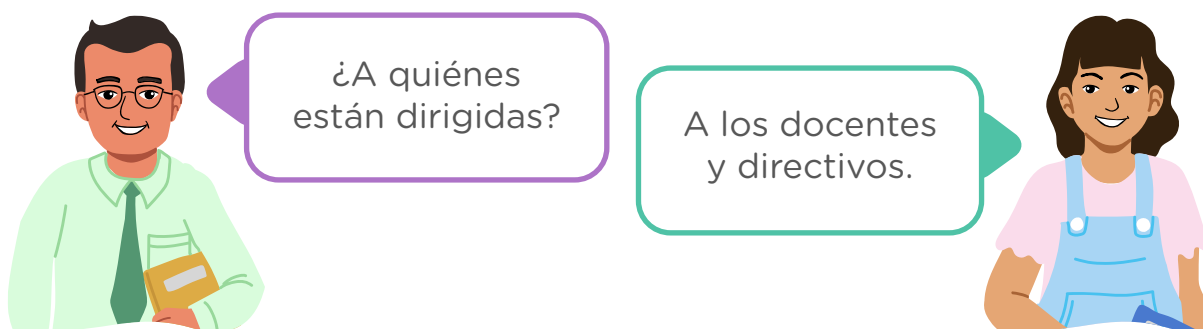 ¿A quiénes
están dirigidas?
A los docentes
y directivos.